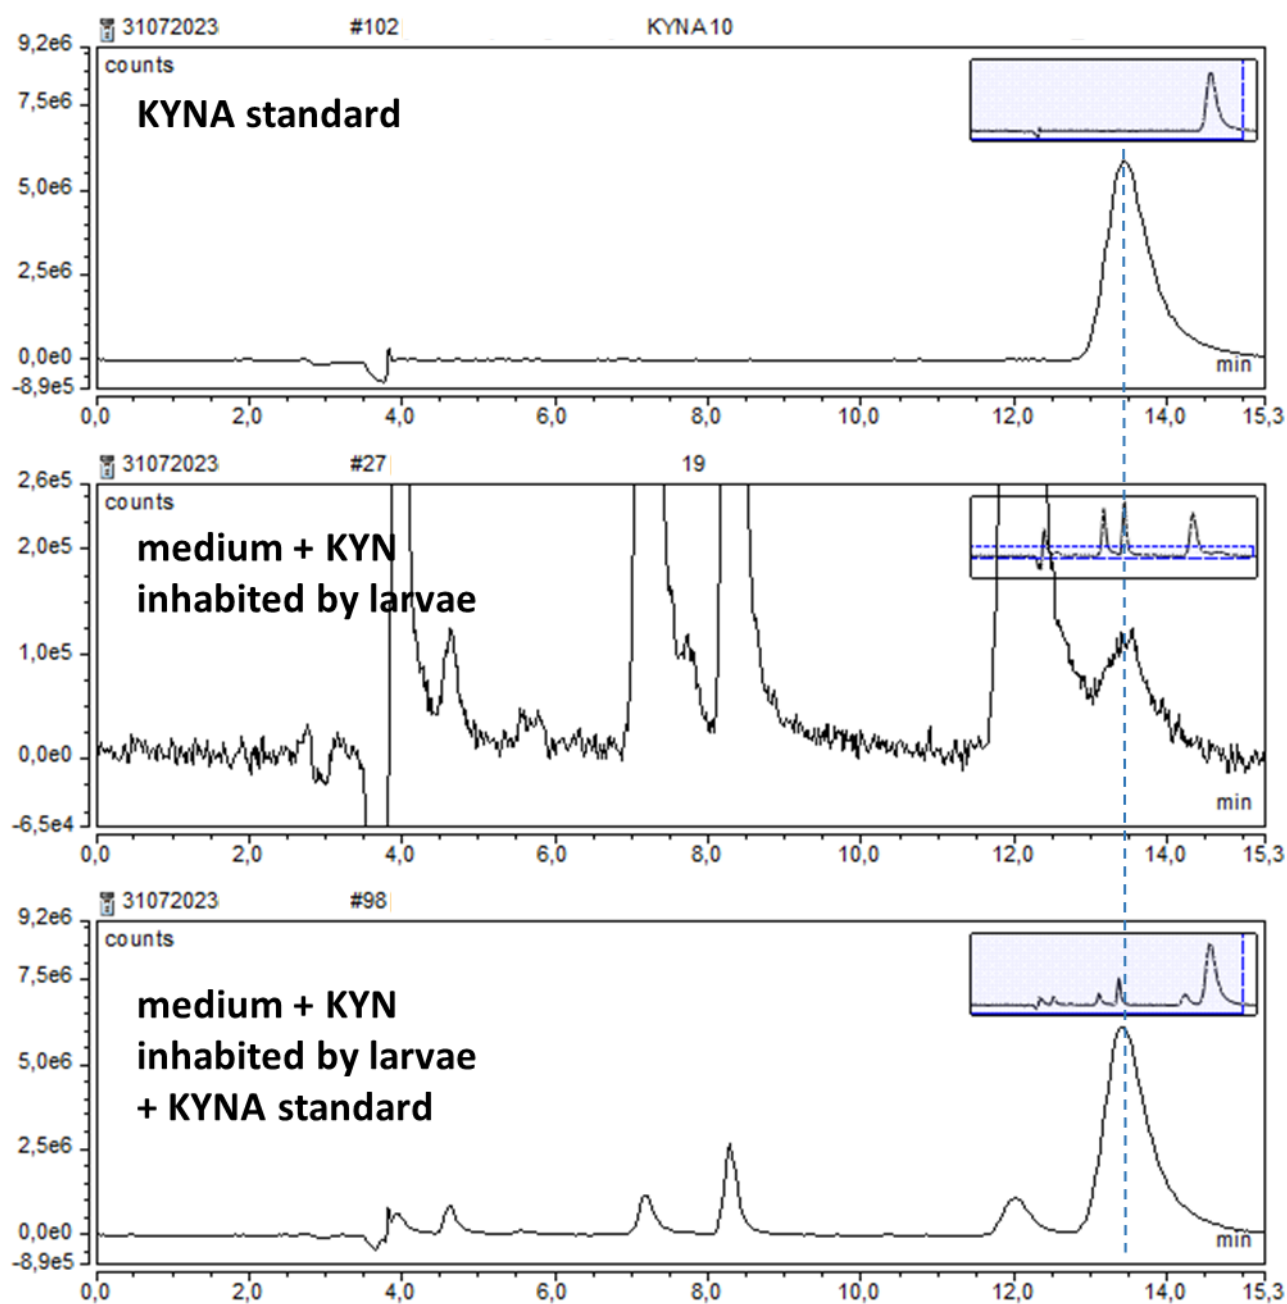 31072023 #102 KYNA10
9,2e6
counts
KYNA standard
7,5e6
5,0e6
2,5e6
0,0e0
min
-8,9e5
0,0 2,0 4,0 6,0 8,0 10,0 12,0 14,0 15,3
31072023 #27 19
2,6e5
counts
medium + KYN
2,0e5
inhabited by larvae
1,0e5
0,0e0
min
-6,5e4
0,0 2,0 4,0 6,0 8,0 10,0 12,0 14,0 15,3
31072023 #98
9,2e6
counts
7,5e6
medium + KYN
inhabited by larvae
5,0e6
+ KYNA standard
2,5e6
0,0e0
min
-8,9e5
0,0 2,0 4,0 6,0 8,0 10,0 12,0 14,0 15,3